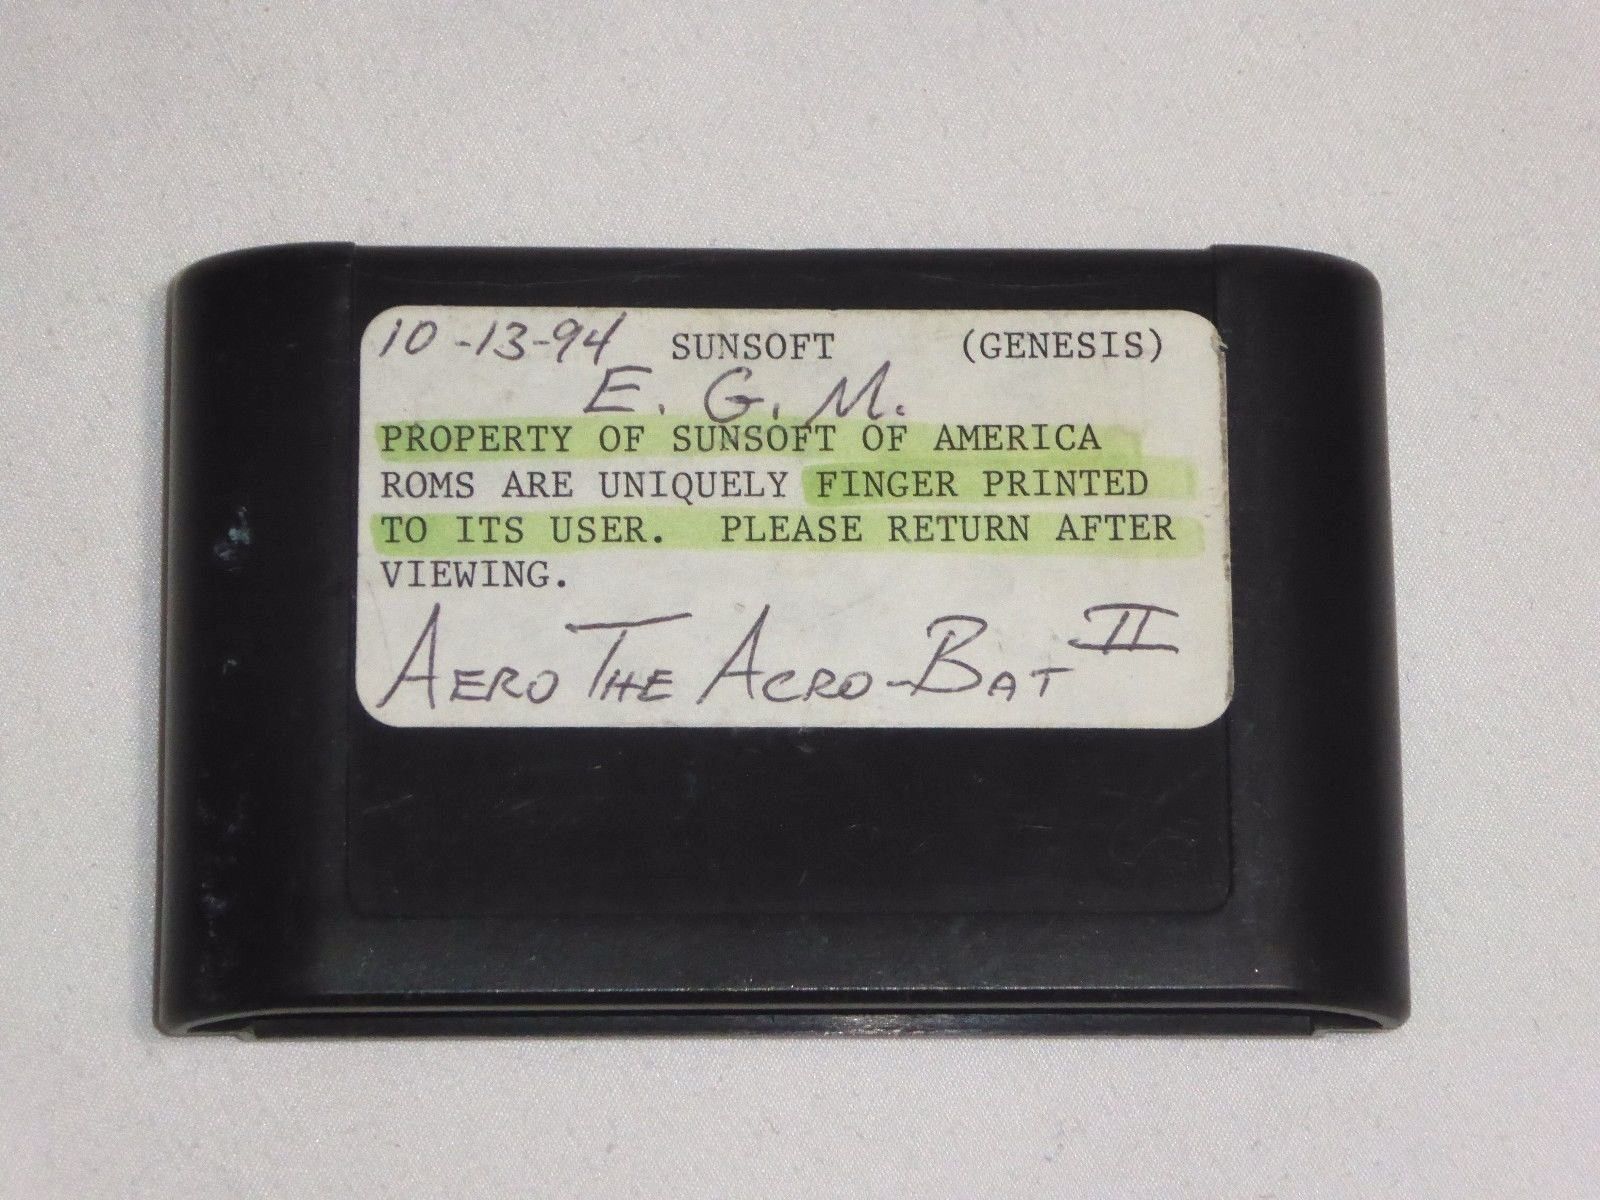 10-13-94 SUNSOFT (GENESIS)
E. G. M.
PROPERTY OF SUNSOFT OF AMERICA
ROMS ARE UNIQUELY FINGER PRINTED
TO ITS USER. PLEASE RETURN AFTER
VIEWING.
AERO THE ACRO-BAT II